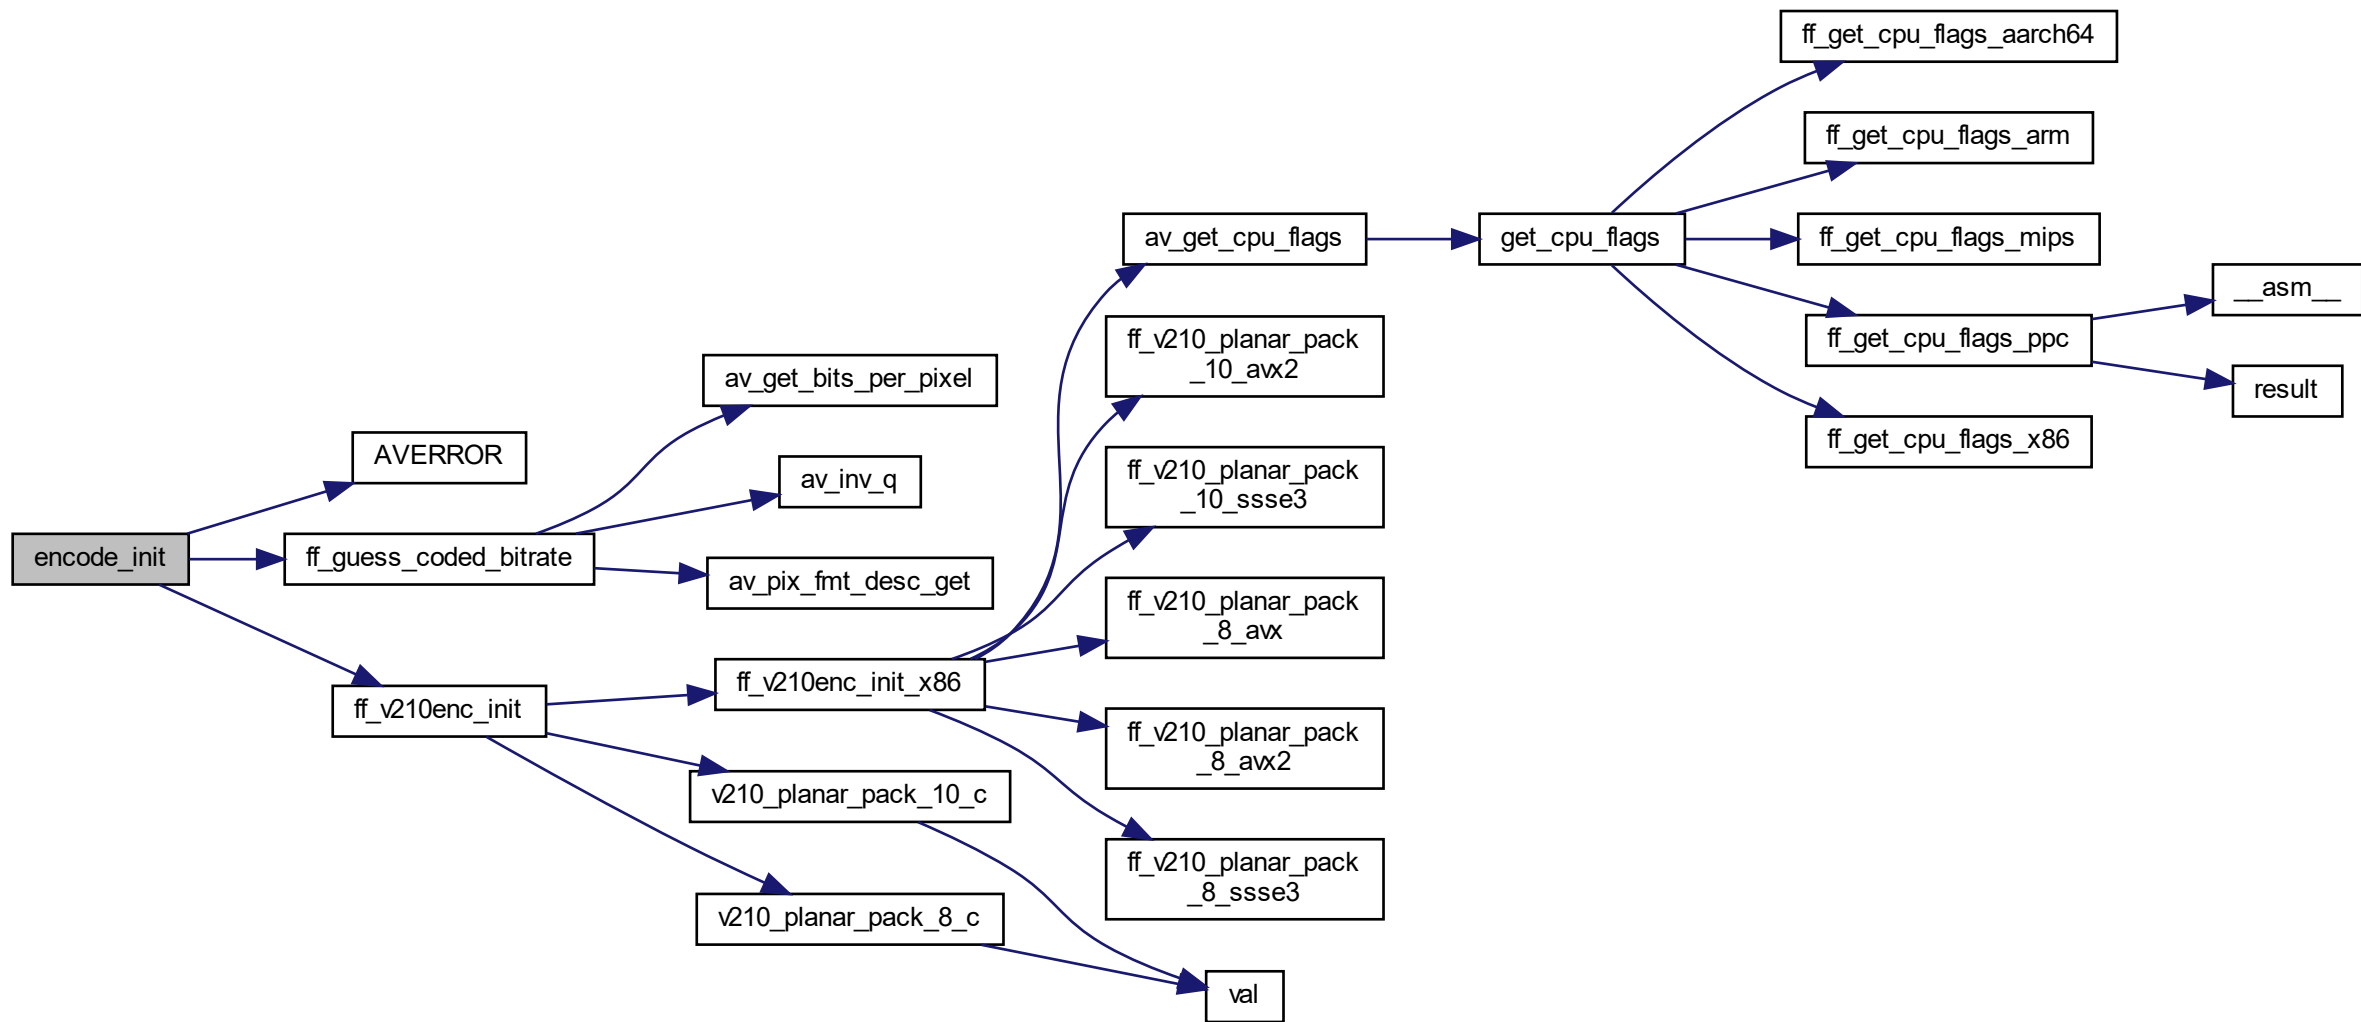 encode_init
AVERROR
ff_guess_coded_bitrate
ff_v210enc_init
av_get_bits_per_pixel
av_inv_q
av_pix_fmt_desc_get
ff_v210enc_init_x86
v210_planar_pack_10_c
v210_planar_pack_8_c
av_get_cpu_flags
ff_v210_planar_pack
_10_avx2
ff_v210_planar_pack
_10_ssse3
ff_v210_planar_pack
_8_avx
ff_v210_planar_pack
_8_avx2
ff_v210_planar_pack
_8_ssse3
val
get_cpu_flags
ff_get_cpu_flags_aarch64
ff_get_cpu_flags_arm
ff_get_cpu_flags_mips
ff_get_cpu_flags_ppc
ff_get_cpu_flags_x86
__asm__
result